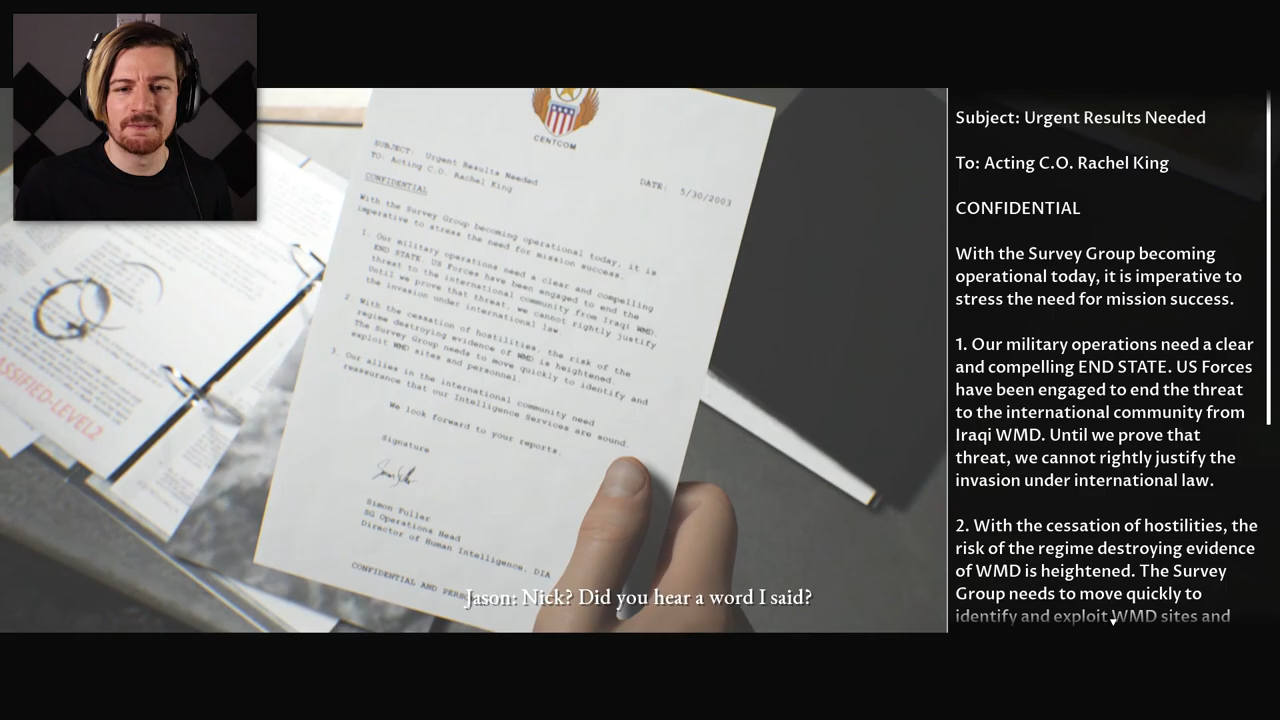 CENTCOM
SUBJECT: Urgent Results Needed
TO: Acting C.O. Rachel King
DATE: 5/30/2003
CONFIDENTIAL
With the Survey Group becoming operational today, it is
imperative to stress the need for mission success.
1. Our military operations need a clear and compelling
END STATE. US Forces have been engaged to end the
threat to the international community from Iraqi WMD.
Until we prove that threat, we cannot rightly justify
the invasion under international law.
2. With the cessation of hostilities, the risk of the
regime destroying evidence of WMD is heightened.
The Survey Group needs to move quickly to identify and
exploit WMD sites and personnel.
3. Our allies in the international community need
reassurance that our Intelligence Services are sound.
We look forward to your reports.
Signature
Simon Fuller
SG Operations Head
Director of Human Intelligence, DIA
CONFIDENTIAL AND
ASSIFIED-LEVEL2
Jason: Nick? Did you hear a word I said?
Subject: Urgent Results Needed
To: Acting C.O. Rachel King
CONFIDENTIAL
With the Survey Group becoming
operational today, it is imperative to
stress the need for mission success.
1. Our military operations need a clear
and compelling END STATE. US Forces
have been engaged to end the threat
to the international community from
Iraqi WMD. Until we prove that
threat, we cannot rightly justify the
invasion under international law.
2. With the cessation of hostilities, the
risk of the regime destroying evidence
of WMD is heightened. The Survey
Group needs to move quickly to
identify and exploit WMD sites and